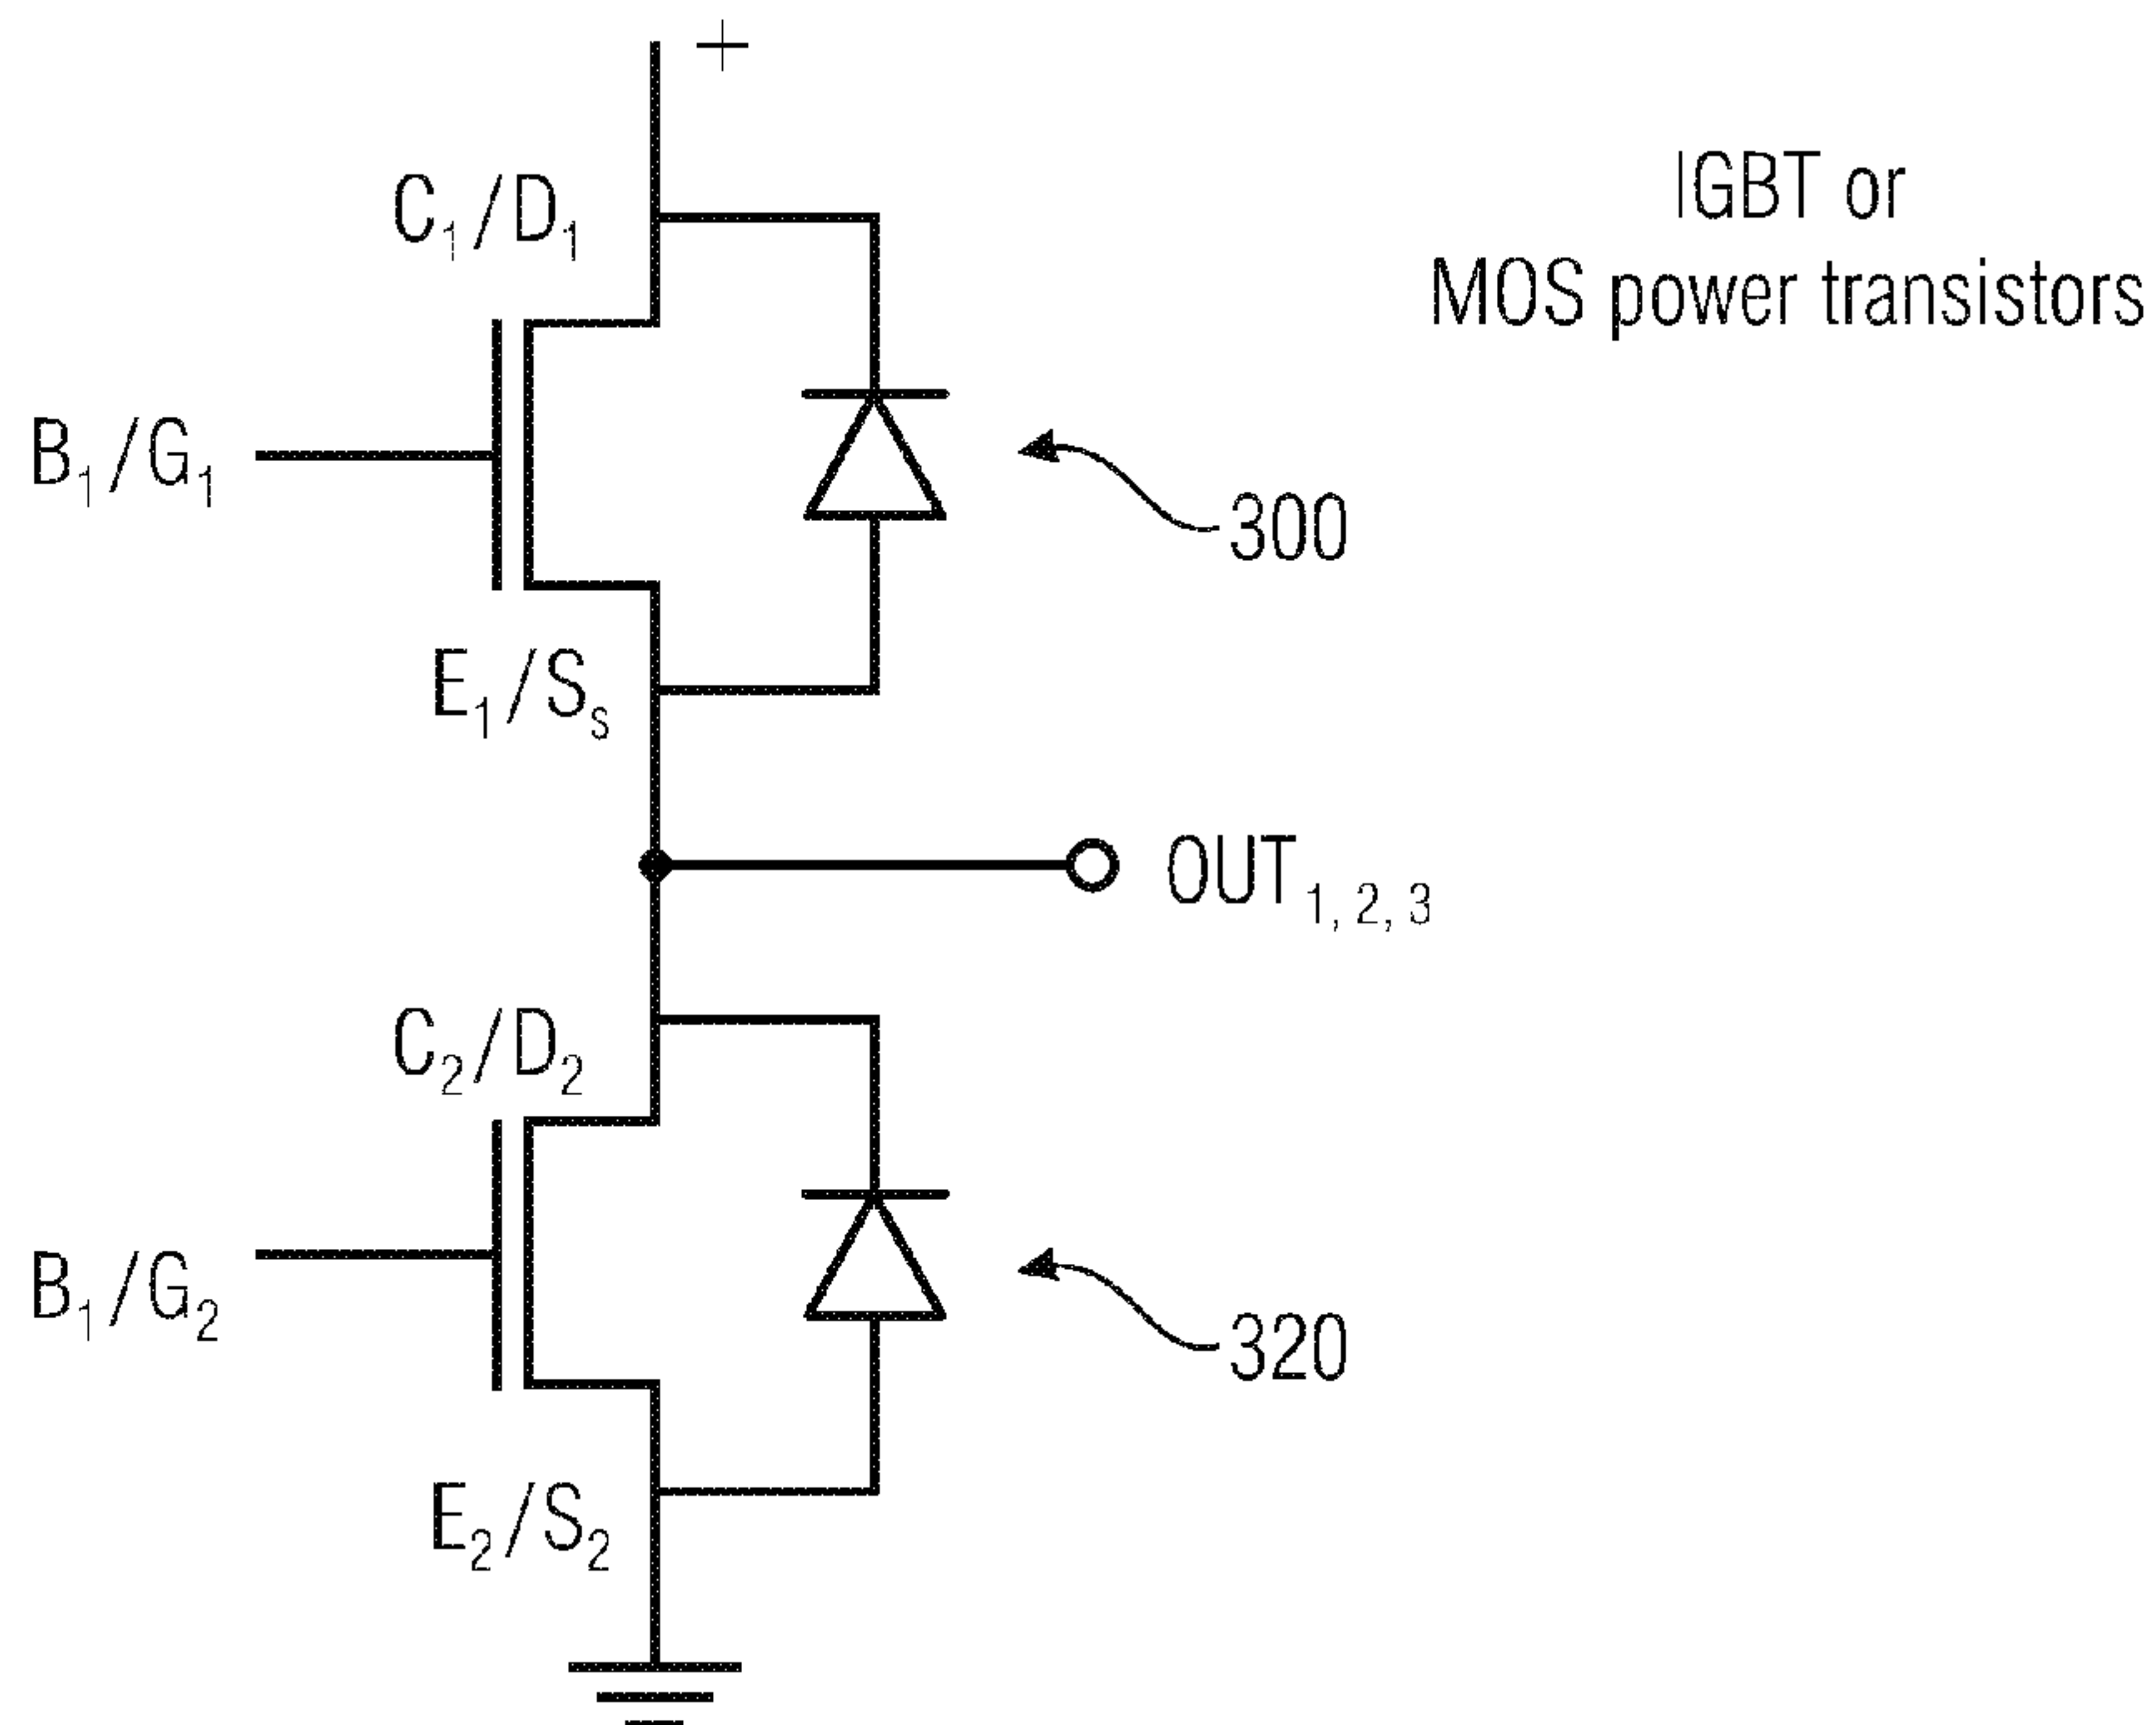 +
C₁/D₁
IGBT or
MOS power transistors
B₁/G₁
300
E₁/Sₛ
OUT₁, ₂, ₃
C₂/D₂
B₁/G₂
320
E₂/S₂